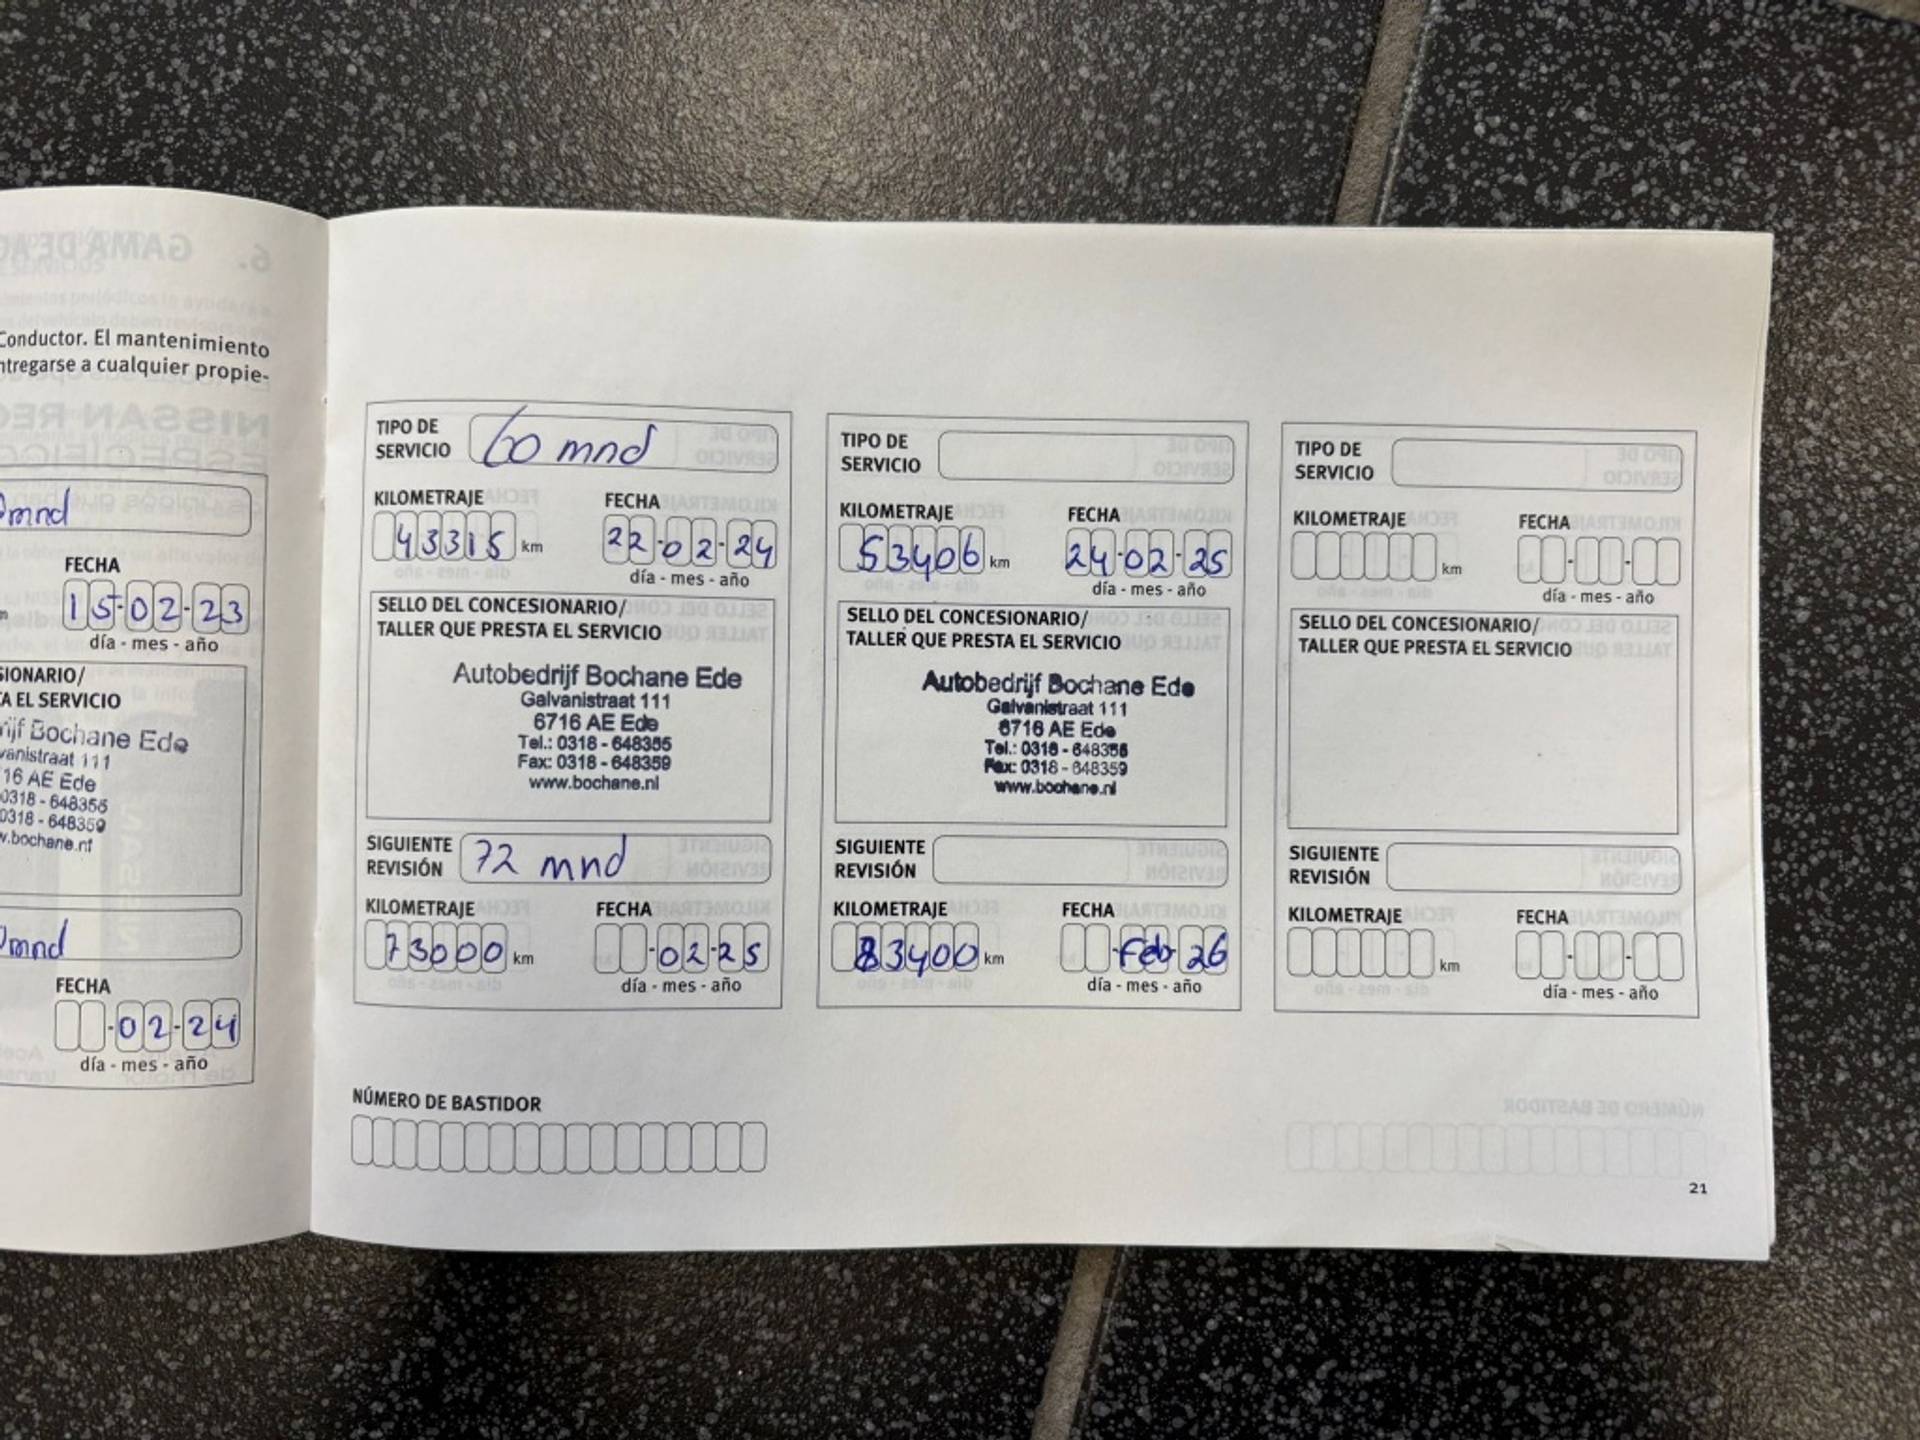 Conductor. El mantenimiento
ntregarse a cualquier propie-
mnd
FECHA
15-02-23
día - mes - año
SIONARIO/
A EL SERVICIO
rijf Bochane Ede
vanistraat 111
16 AE Ede
0318 - 648355
0318 - 648359
w.bochane.nl
mnd
FECHA
-02-24
día - mes - año
TIPO DE
SERVICIO
60 mnd
KILOMETRAJE
FECHA
43315 km
22-02-24
día - mes - año
SELLO DEL CONCESIONARIO/
TALLER QUE PRESTA EL SERVICIO
Autobedrijf Bochane Ede
Galvanistraat 111
6716 AE Ede
Tel.: 0318 - 648355
Fax: 0318 - 648359
www.bochane.nl
SIGUIENTE
REVISIÓN
72 mnd
KILOMETRAJE
FECHA
73000 km
-02-25
día - mes - año
TIPO DE
SERVICIO
KILOMETRAJE
FECHA
53406 km
24-02-25
día - mes - año
SELLO DEL CONCESIONARIO/
TALLER QUE PRESTA EL SERVICIO
Autobedrijf Bochane Ede
Galvanistraat 111
6716 AE Ede
Tel.: 0318 - 648355
Fax: 0318 - 648359
www.bochane.nl
SIGUIENTE
REVISIÓN
KILOMETRAJE
FECHA
83400 km
-Feb-26
día - mes - año
TIPO DE
SERVICIO
KILOMETRAJE
FECHA
km
día - mes - año
SELLO DEL CONCESIONARIO/
TALLER QUE PRESTA EL SERVICIO
SIGUIENTE
REVISIÓN
KILOMETRAJE
FECHA
km
día - mes - año
NÚMERO DE BASTIDOR
21